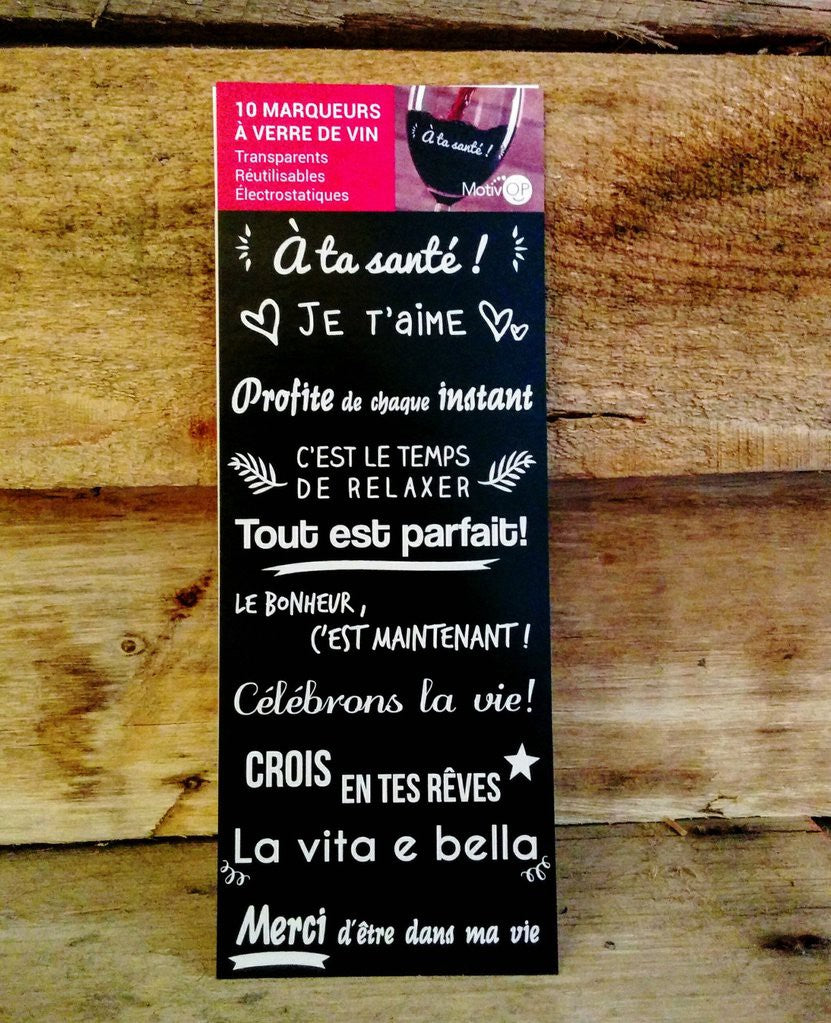 10 MARQUEURS
À VERRE DE VIN
Transparents
Réutilisables
Électrostatiques
À ta santé !
MotivOP
À ta santé !
JE T'aiME
Profite de chaque instant
C'EST LE TEMPS
DE RELAXER
Tout est parfait!
LE BONHEUR,
C'EST MAINTENANT !
Célébrons la vie!
CROIS
EN TES RÊVES
La vita e bella
Merci d'être dans ma vie